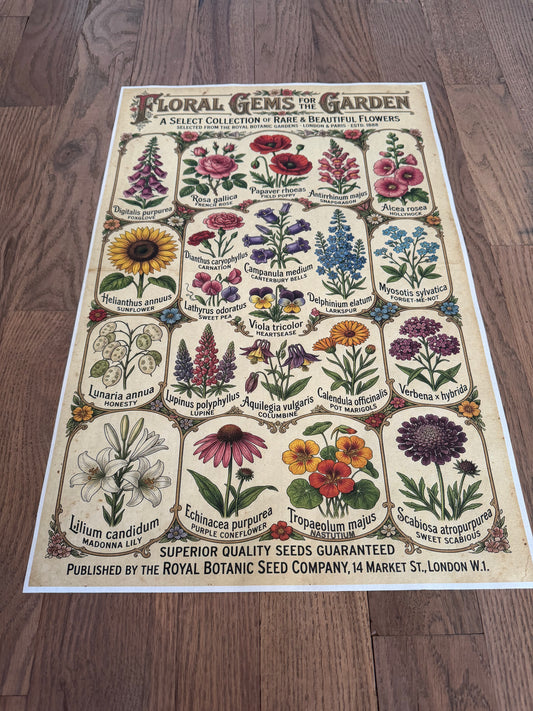 FLORAL GEMS FOR THE GARDEN
A SELECT COLLECTION OF RARE & BEAUTIFUL FLOWERS
SELECTED FROM THE ROYAL BOTANIC GARDENS · LONDON & PARIS · ESTD. 1888
Digitalis purpurea
FOXGLOVE
Rosa gallica
FRENCH ROSE
Papaver rhoeas
FIELD POPPY
Antirrhinum majus
SNAPDRAGON
Alcea rosea
HOLLYHOCK
Helianthus annuus
SUNFLOWER
Dianthus caryophyllus
CARNATION
Lathyrus odoratus
SWEET PEA
Campanula medium
CANTERBURY BELLS
Viola tricolor
HEARTSEASE
Delphinium elatum
LARKSPUR
Myosotis sylvatica
FORGET-ME-NOT
Lunaria annua
HONESTY
Lupinus polyphyllus
LUPINE
Aquilegia vulgaris
COLUMBINE
Calendula officinalis
POT MARIGOLS
Verbena × hybrida
Lilium candidum
MADONNA LILY
Echinacea purpurea
PURPLE CONEFLOWER
Tropaeolum majus
NASTUTIUM
Scabiosa atropurpurea
SWEET SCABIOUS
SUPERIOR QUALITY SEEDS GUARANTEED
PUBLISHED BY THE ROYAL BOTANIC SEED COMPANY, 14 MARKET ST., LONDON W.1.